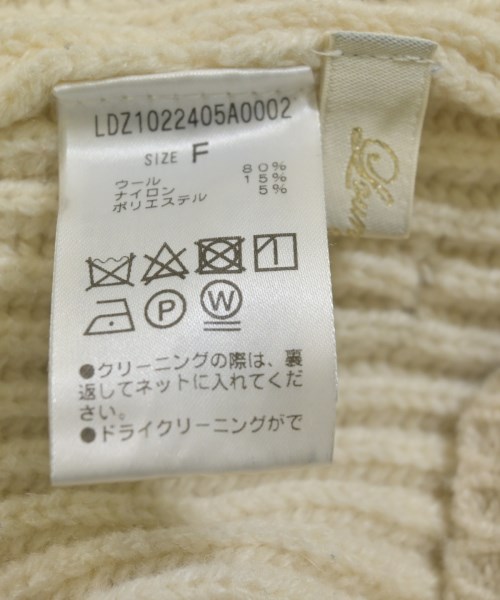 LDZ1022405A0002
SIZE F
ウール 80%
ナイロン 15%
ポリエステル 5%
P
W
●クリーニングの際は、裏
返してネットに入れてくだ
さい。
●ドライクリーニングがで